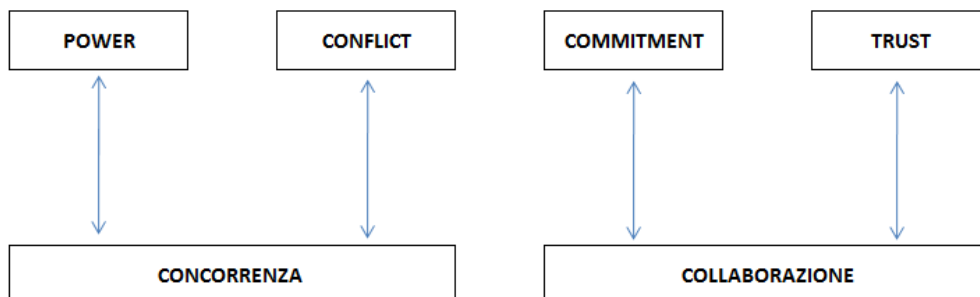 POWER
CONFLICT
COMMITMENT
TRUST
CONCORRENZA
COLLABORAZIONE